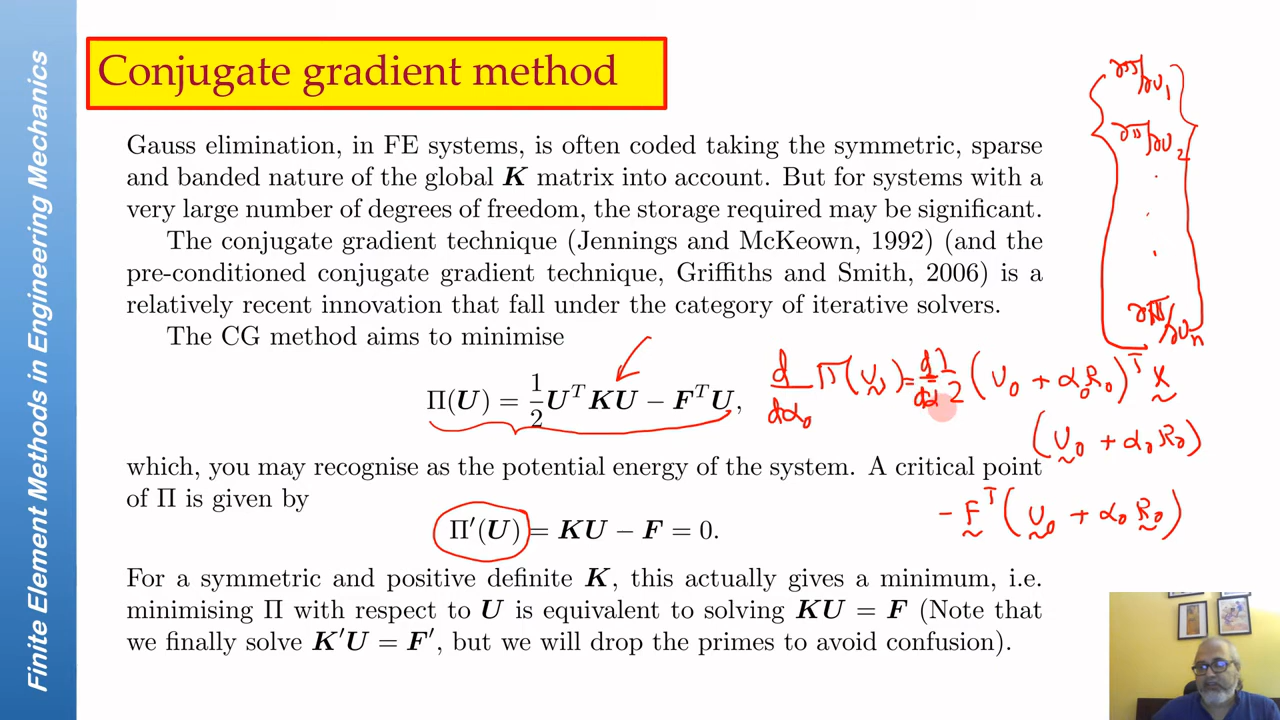 Finite Element Methods in Engineering Mechanics
Conjugate gradient method
Gauss elimination, in FE systems, is often coded taking the symmetric, sparse
and banded nature of the global K matrix into account. But for systems with a
very large number of degrees of freedom, the storage required may be significant.
The conjugate gradient technique (Jennings and McKeown, 1992) (and the
pre-conditioned conjugate gradient technique, Griffiths and Smith, 2006) is a
relatively recent innovation that fall under the category of iterative solvers.
The CG method aims to minimise
Π(U) = 1/2 U^T KU − F^T U,
d/dα₀ Π(U) = d/dα 1/2 (U₀ + α₀R₀)^T K
(U₀ + α₀R₀)
− F^T (U₀ + α₀R₀)
∂Π/∂U₁
∂Π/∂U₂
.
.
.
∂Π/∂Uₙ
which, you may recognise as the potential energy of the system. A critical point
of Π is given by
Π′(U) = KU − F = 0.
For a symmetric and positive definite K, this actually gives a minimum, i.e.
minimising Π with respect to U is equivalent to solving KU = F (Note that
we finally solve K′U = F′, but we will drop the primes to avoid confusion).